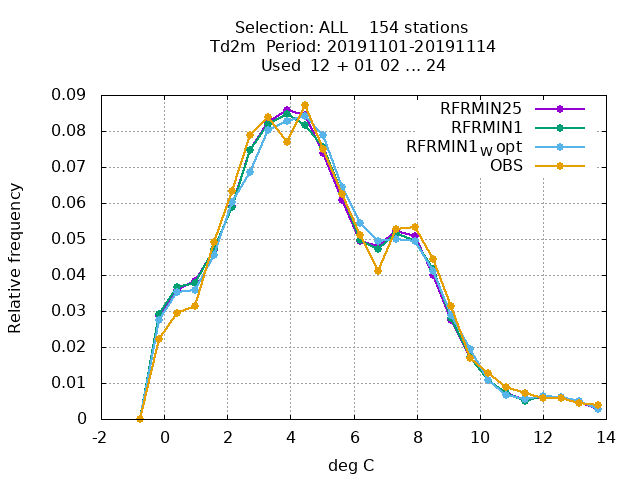 Selection: ALL    154 stations
Td2m  Period: 20191101-20191114
Used  12 + 01 02 ... 24
RFRMIN25
RFRMIN1
RFRMIN1w opt
OBS
Relative frequency
0.09
0.08
0.07
0.06
0.05
0.04
0.03
0.02
0.01
0
-2 0 2 4 6 8 10 12 14
deg C